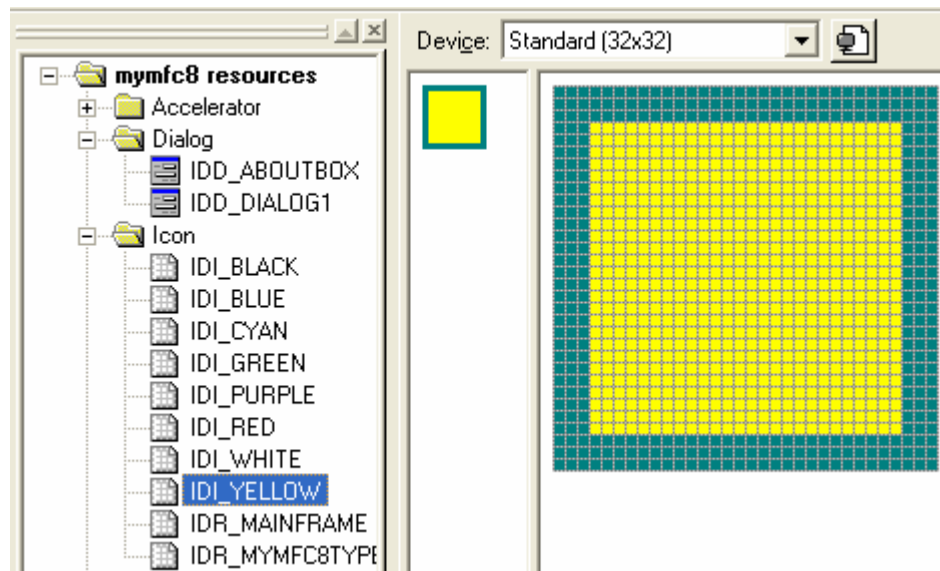 Device: Standard (32x32)
mymfc8 resources
Accelerator
Dialog
IDD_ABOUTBOX
IDD_DIALOG1
Icon
IDI_BLACK
IDI_BLUE
IDI_CYAN
IDI_GREEN
IDI_PURPLE
IDI_RED
IDI_WHITE
IDI_YELLOW
IDR_MAINFRAME
IDR_MYMFC8TYPE